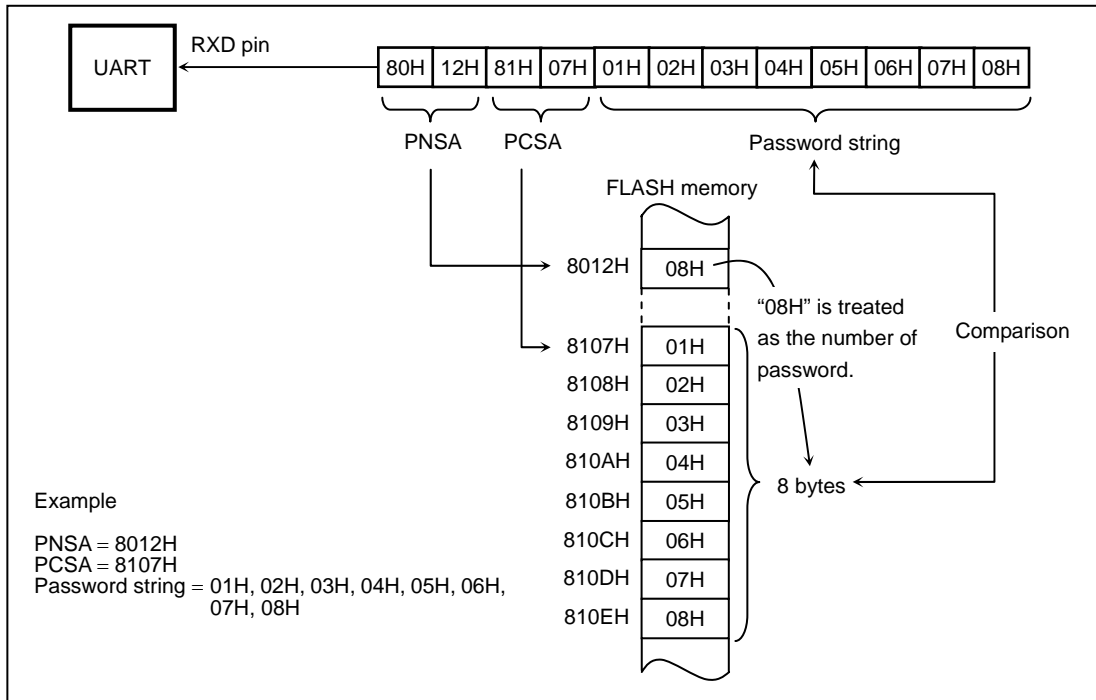 UART
RXD pin
80H 12H 81H 07H 01H 02H 03H 04H 05H 06H 07H 08H
PNSA
PCSA
Password string
FLASH memory
8012H 08H
“08H” is treated
as the number of
password.
Comparison
8107H 01H
8108H 02H
8109H 03H
810AH 04H
810BH 05H
810CH 06H
810DH 07H
810EH 08H
8 bytes
Example
PNSA = 8012H
PCSA = 8107H
Password string = 01H, 02H, 03H, 04H, 05H, 06H,
07H, 08H